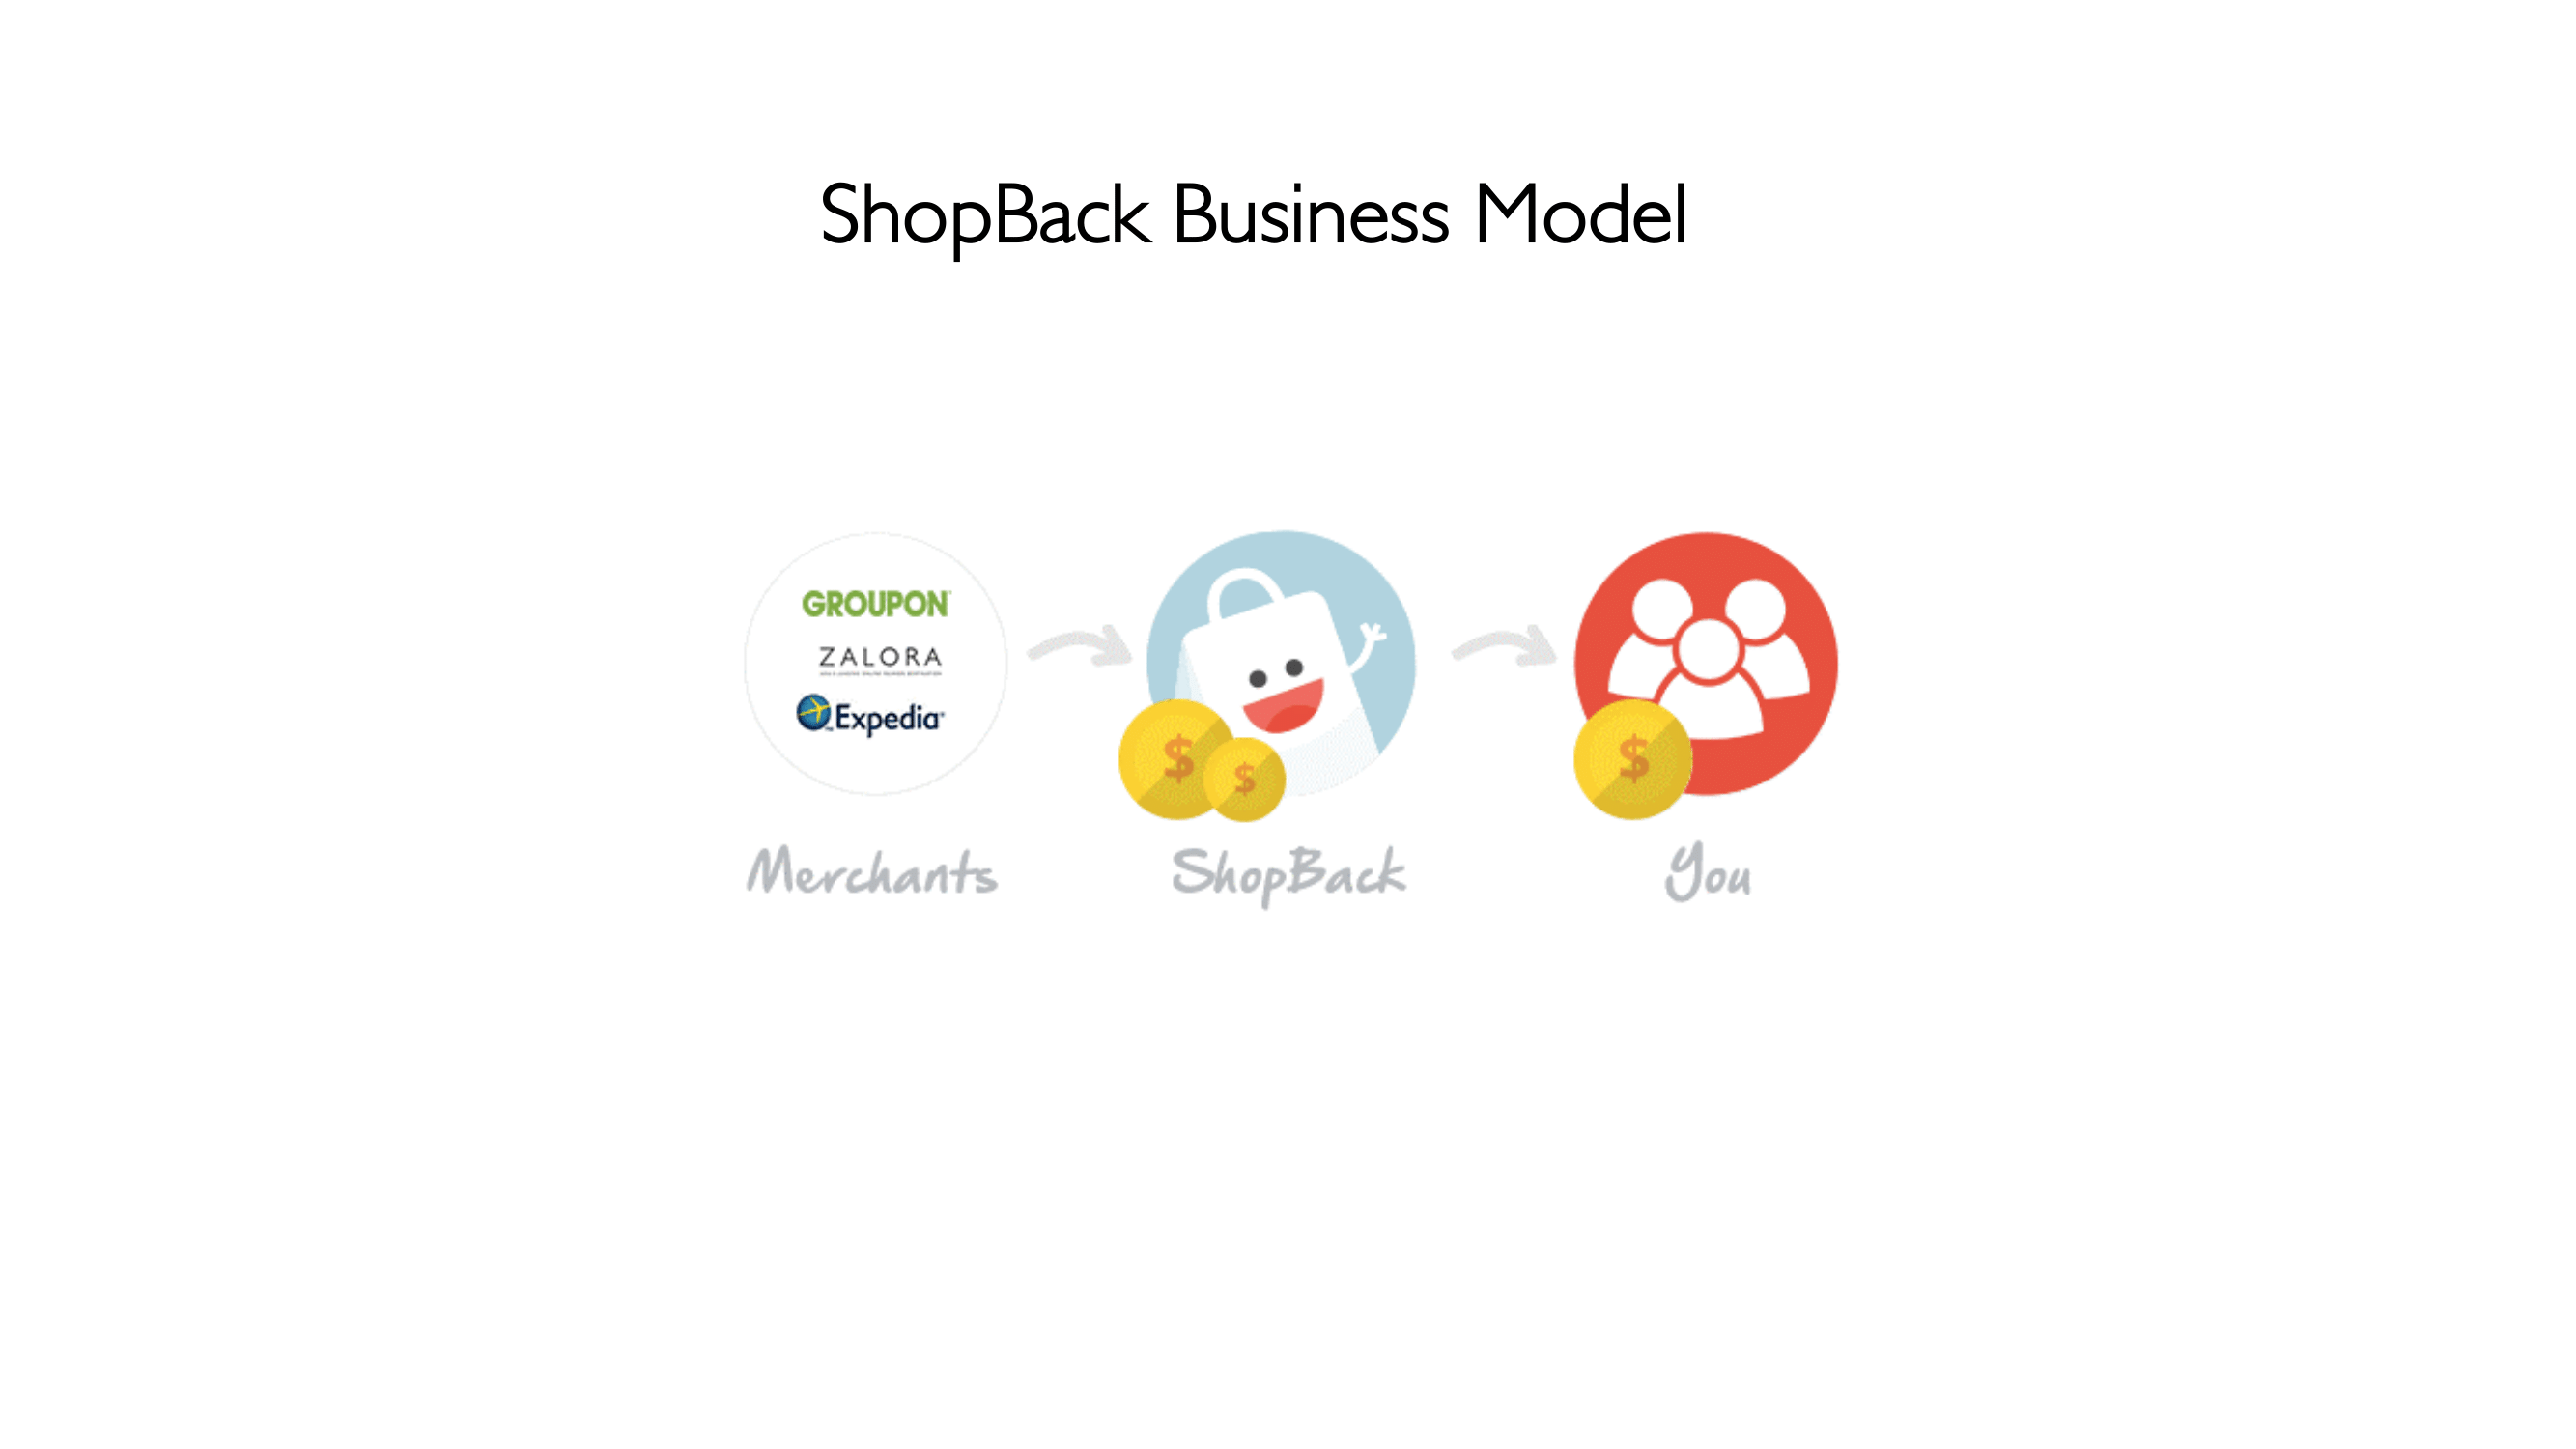 ShopBack Business Model
GROUPON
ZALORA
Expedia
$
$
$
Merchants
ShopBack
You